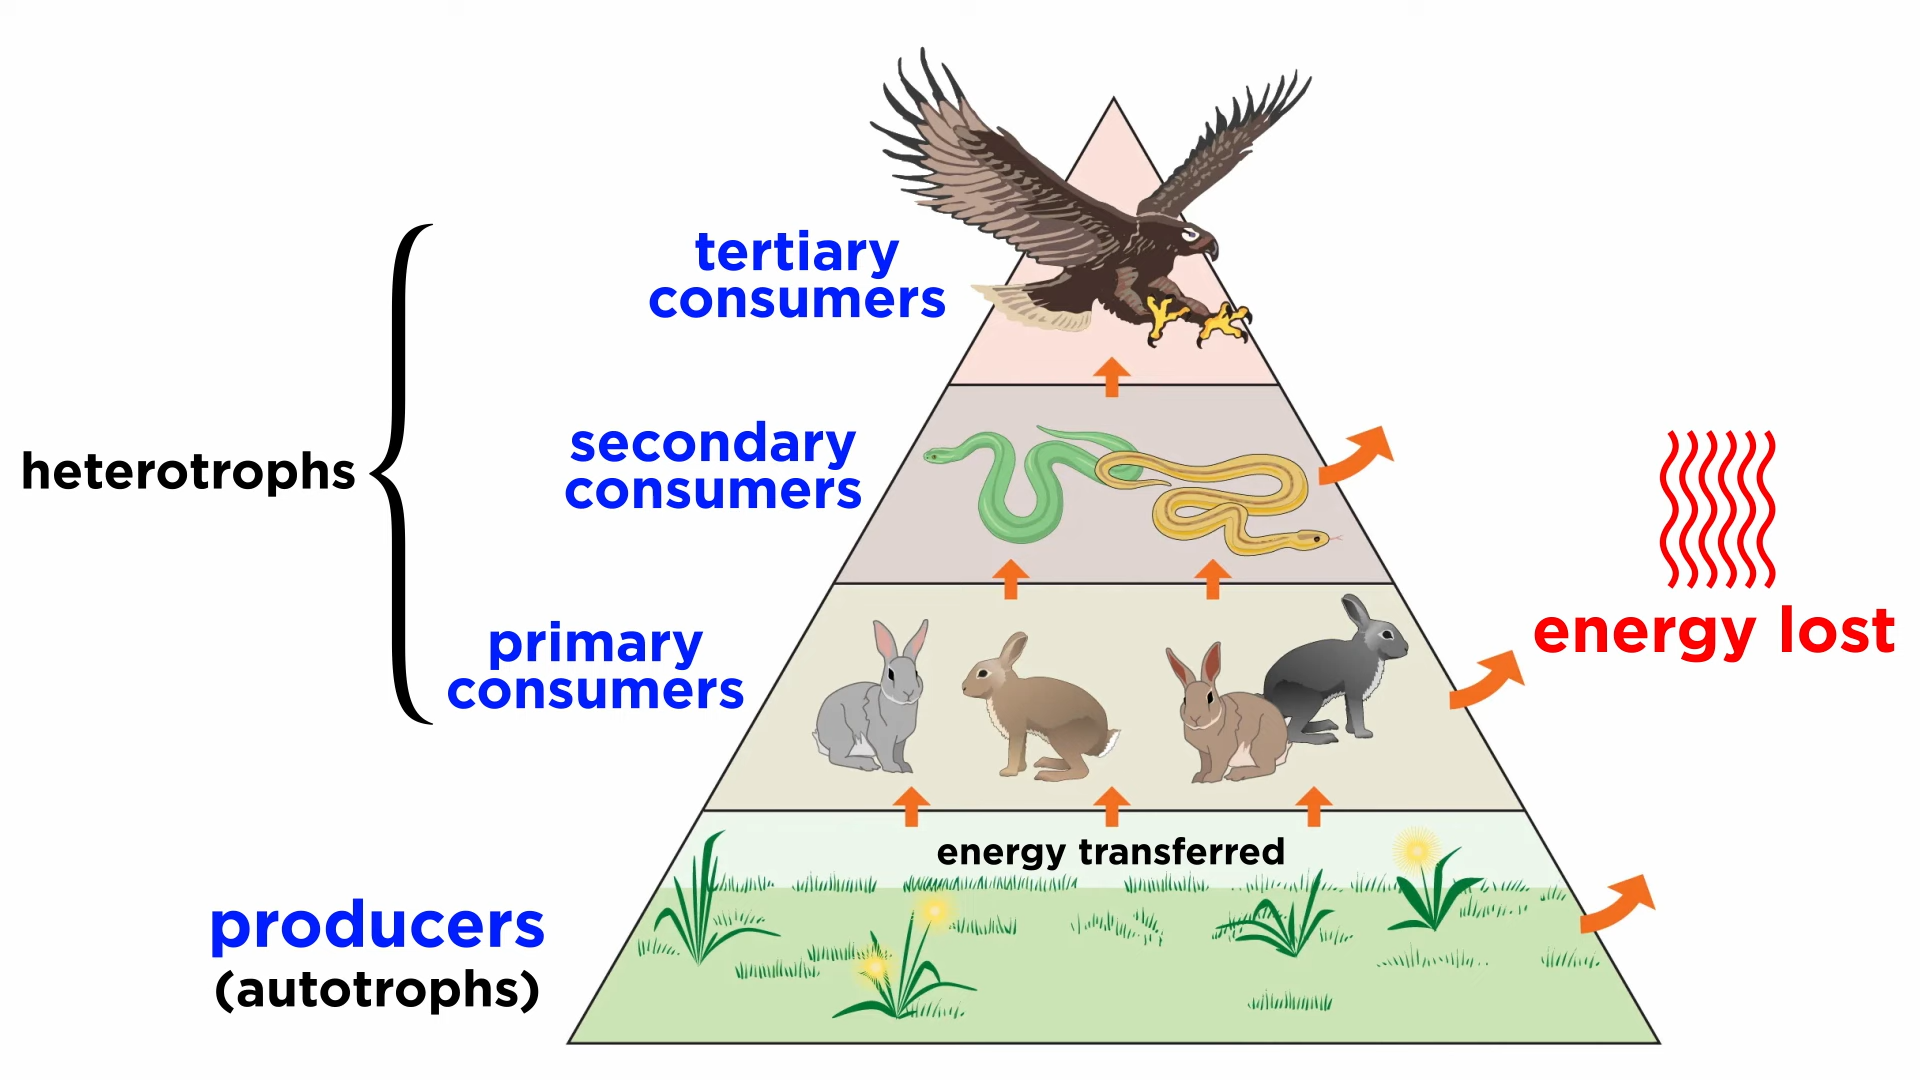 tertiary
consumers
heterotrophs
secondary
consumers
energy lost
primary
consumers
energy transferred
producers
(autotrophs)